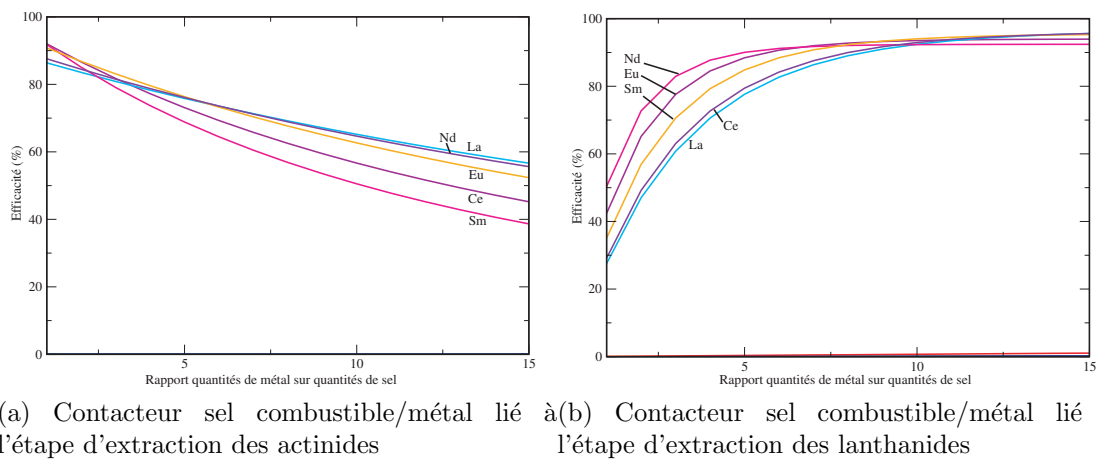 100
80
60
40
20
0
Efficacité (%)
5
10
15
Rapport quantités de métal sur quantités de sel
Nd
La
Eu
Ce
Sm
100
80
60
40
20
0
Efficacité (%)
5
10
15
Rapport quantités de métal sur quantités de sel
Nd
Eu
Sm
Ce
La
(a) Contacteur sel combustible/métal lié à
l'étape d'extraction des actinides
(b) Contacteur sel combustible/métal lié
l'étape d'extraction des lanthanides